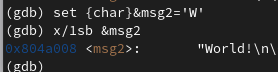 (gdb) set {char}&msg2='W'
(gdb) x/1sb &msg2
0x804a008 <msg2>: "World!\n\
(gdb)